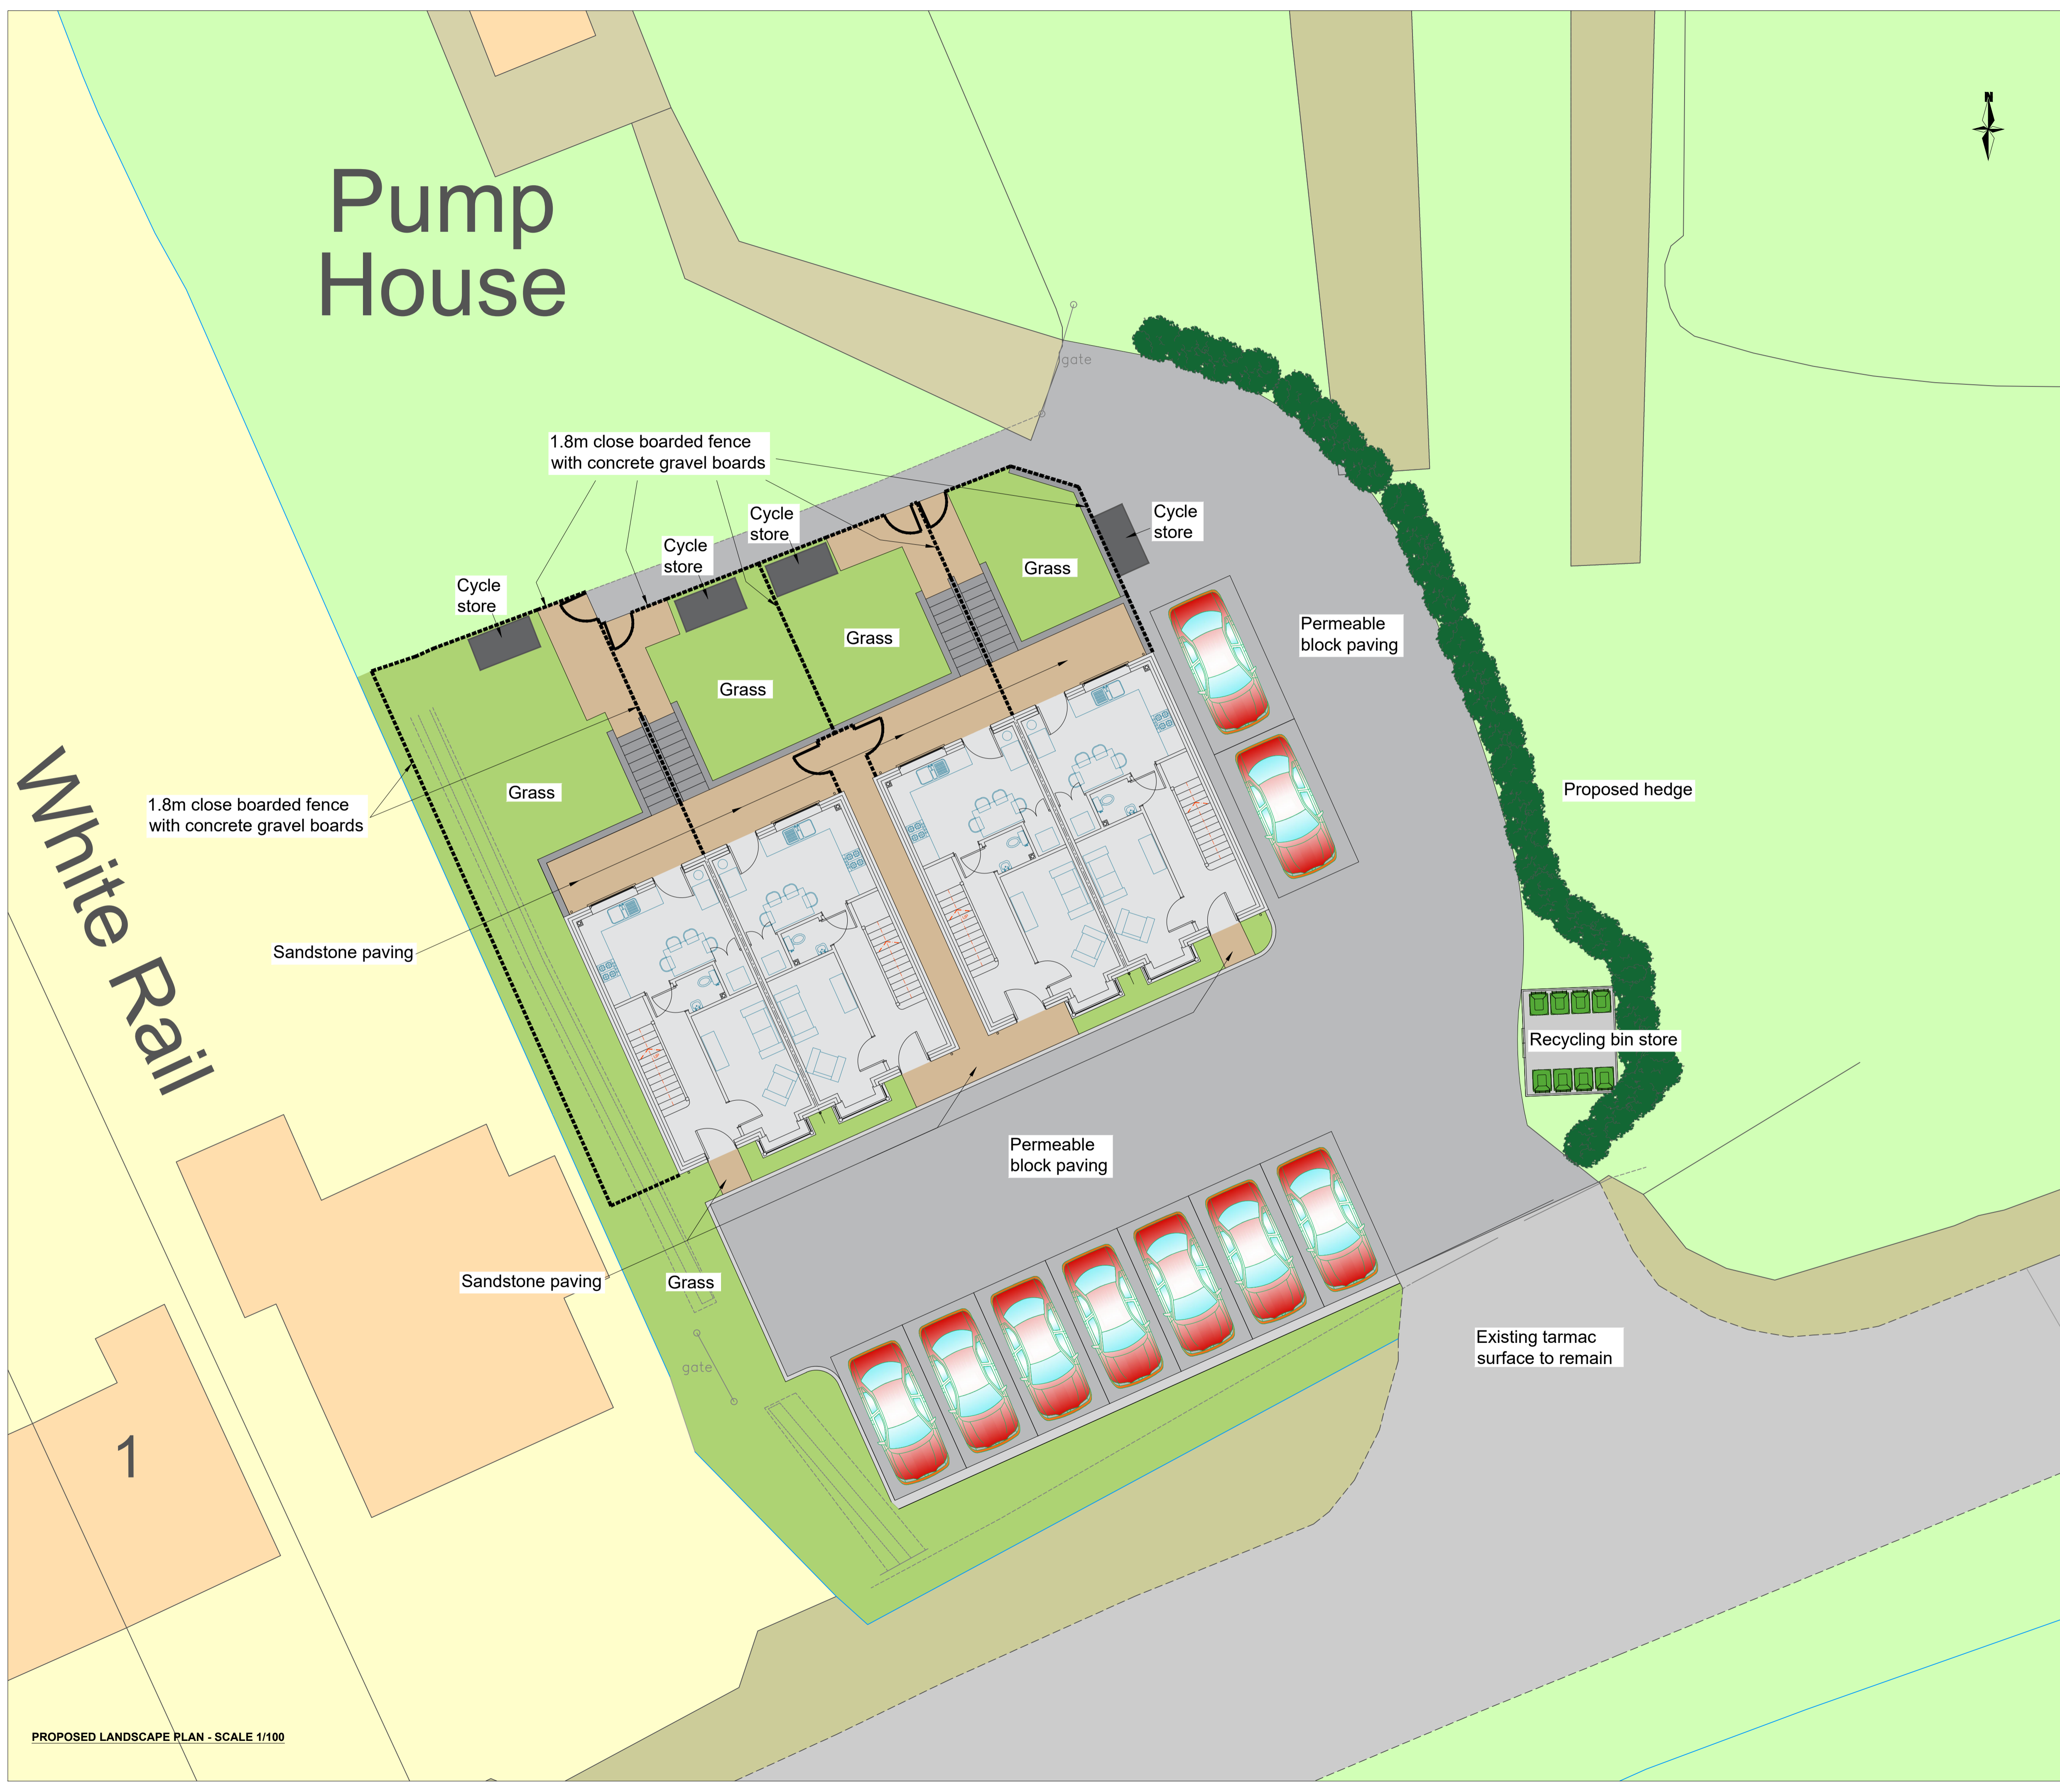 N
Pump
House
gate
1.8m close boarded fence
with concrete gravel boards
Cycle
store
Cycle
store
Cycle
store
Cycle
store
Grass
Grass
Grass
Grass
Permeable
block paving
Proposed hedge
1.8m close boarded fence
with concrete gravel boards
White Rail
Sandstone paving
Recycling bin store
Permeable
block paving
Sandstone paving
Grass
gate
Existing tarmac
surface to remain
1
PROPOSED LANDSCAPE PLAN - SCALE 1/100